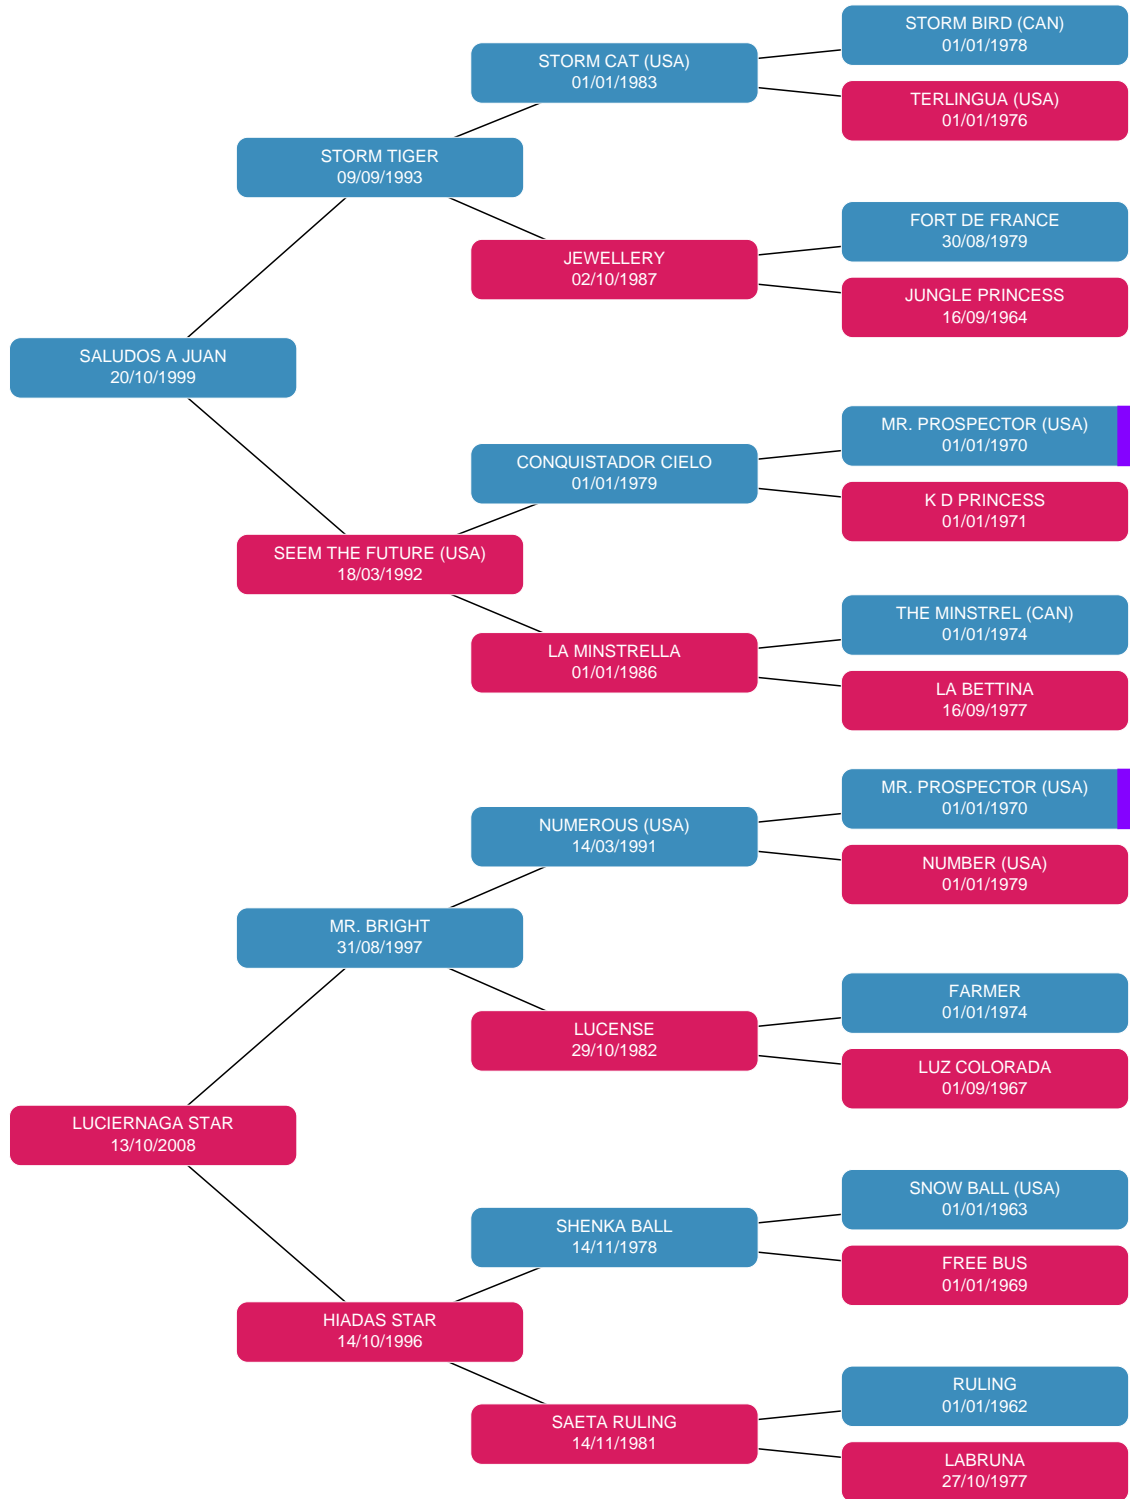 STORM BIRD (CAN)
01/01/1978
STORM CAT (USA)
01/01/1983
TERLINGUA (USA)
01/01/1976
STORM TIGER
09/09/1993
FORT DE FRANCE
30/08/1979
JEWELLERY
02/10/1987
JUNGLE PRINCESS
16/09/1964
SALUDOS A JUAN
20/10/1999
MR. PROSPECTOR (USA)
01/01/1970
CONQUISTADOR CIELO
01/01/1979
K D PRINCESS
01/01/1971
SEEM THE FUTURE (USA)
18/03/1992
THE MINSTREL (CAN)
01/01/1974
LA MINSTRELLA
01/01/1986
LA BETTINA
16/09/1977
MR. PROSPECTOR (USA)
01/01/1970
NUMEROUS (USA)
14/03/1991
NUMBER (USA)
01/01/1979
MR. BRIGHT
31/08/1997
FARMER
01/01/1974
LUCENSE
29/10/1982
LUZ COLORADA
01/09/1967
LUCIERNAGA STAR
13/10/2008
SNOW BALL (USA)
01/01/1963
SHENKA BALL
14/11/1978
FREE BUS
01/01/1969
HIADAS STAR
14/10/1996
RULING
01/01/1962
SAETA RULING
14/11/1981
LABRUNA
27/10/1977